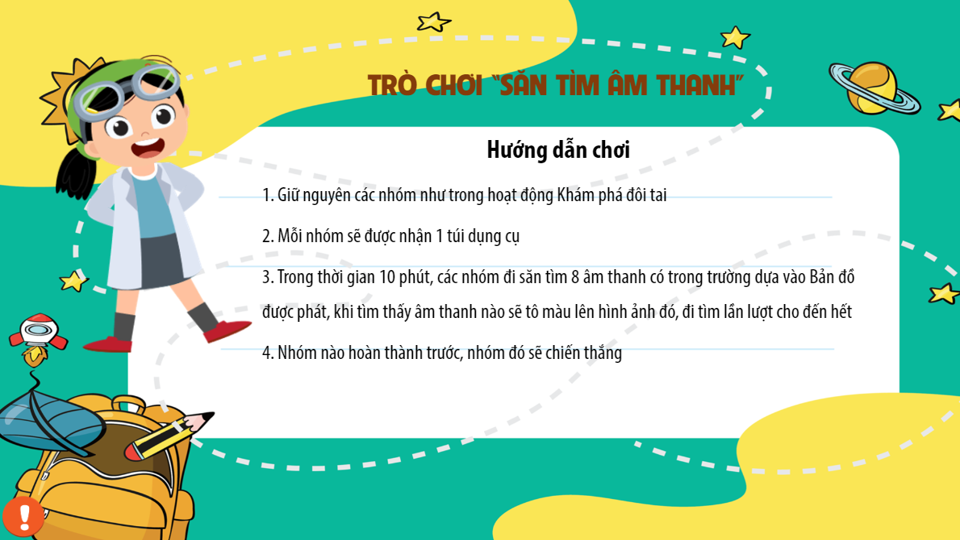 TRÒ CHƠI “SĂN TÌM ÂM THANH”
Hướng dẫn chơi
1. Giữ nguyên các nhóm như trong hoạt động Khám phá đôi tai
2. Mỗi nhóm sẽ được nhận 1 túi dụng cụ
3. Trong thời gian 10 phút, các nhóm đi săn tìm 8 âm thanh có trong trường dựa vào Bản đồ
được phát, khi tìm thấy âm thanh nào sẽ tô màu lên hình ảnh đó, đi tìm lần lượt cho đến hết
4. Nhóm nào hoàn thành trước, nhóm đó sẽ chiến thắng
!